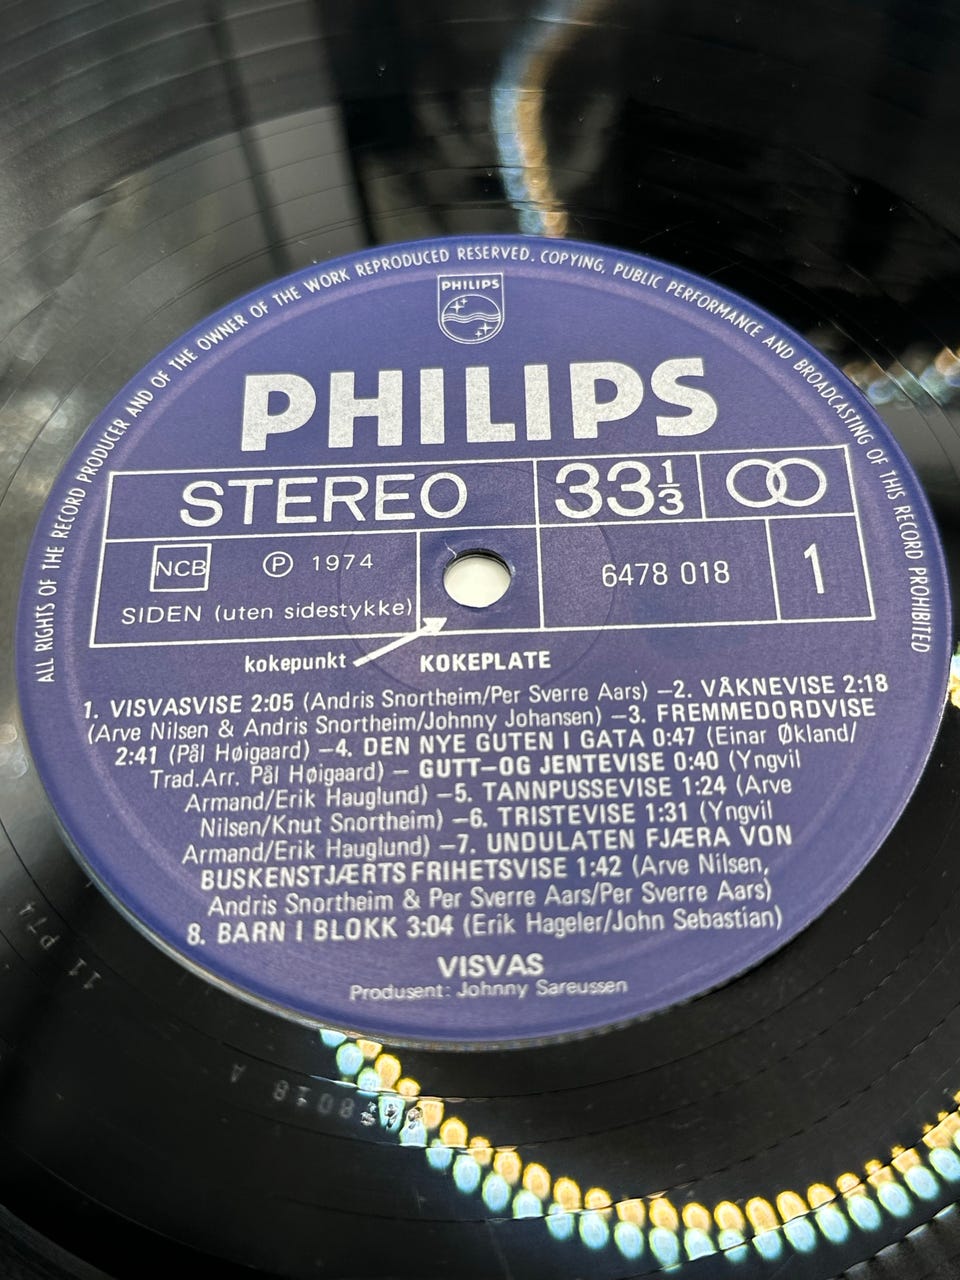 ALL RIGHTS OF THE RECORD PRODUCER AND OF THE OWNER OF THE WORK REPRODUCED RESERVED. COPYING, PUBLIC PERFORMANCE AND BROADCASTING OF THIS RECORD PROHIBITED
PHILIPS
PHILIPS
STEREO 33⅓
NCB Ⓟ 1974
SIDEN (uten sidestykke)
6478 018 1
kokepunkt KOKEPLATE
1. VISVASVISE 2:05 (Andris Snortheim/Per Sverre Aars) –2. VÅKNEVISE 2:18
(Arve Nilsen & Andris Snortheim/Johnny Johansen) –3. FREMMEDORDVISE
2:41 (Pål Høigaard) –4. DEN NYE GUTEN I GATA 0:47 (Einar Økland/
Trad.Arr. Pål Høigaard) – GUTT–OG JENTEVISE 0:40 (Yngvil
Armand/Erik Hauglund) –5. TANNPUSSEVISE 1:24 (Arve
Nilsen/Knut Snortheim) –6. TRISTEVISE 1:31 (Yngvil
Armand/Erik Hauglund) –7. UNDULATEN FJÆRA VON
BUSKENSTJÆRTS FRIHETSVISE 1:42 (Arve Nilsen,
Andris Snortheim & Per Sverre Aars/Per Sverre Aars)
8. BARN I BLOKK 3:04 (Erik Hageler/John Sebastian)
VISVAS
Produsent: Johnny Sareussen
11 P74